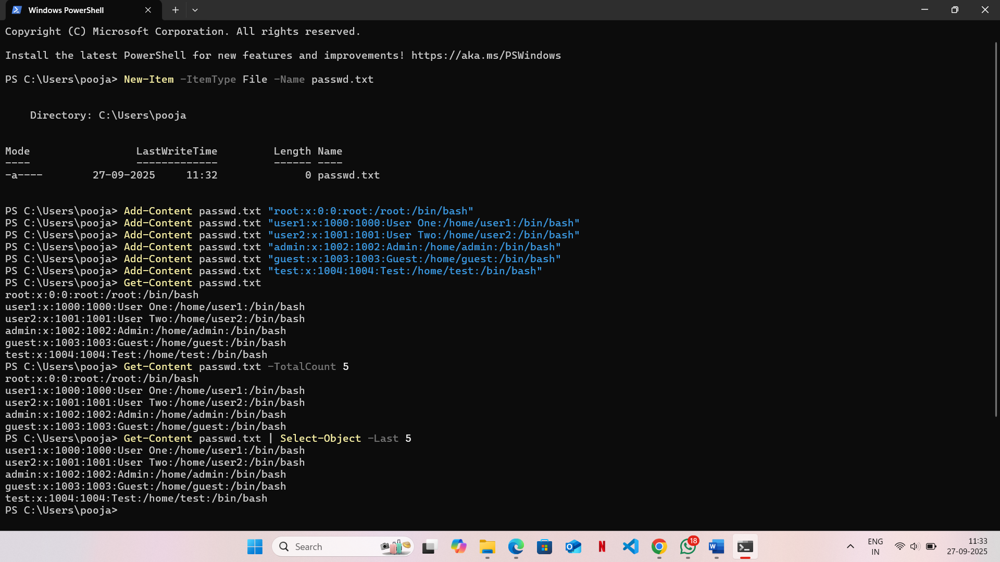 Windows PowerShell
Copyright (C) Microsoft Corporation. All rights reserved.
Install the latest PowerShell for new features and improvements! https://aka.ms/PSWindows
PS C:\Users\pooja> New-Item -ItemType File -Name passwd.txt
    Directory: C:\Users\pooja
Mode                 LastWriteTime         Length Name
----                 -------------         ------ ----
-a----        27-09-2025     11:32              0 passwd.txt
PS C:\Users\pooja> Add-Content passwd.txt "root:x:0:0:root:/root:/bin/bash"
PS C:\Users\pooja> Add-Content passwd.txt "user1:x:1000:1000:User One:/home/user1:/bin/bash"
PS C:\Users\pooja> Add-Content passwd.txt "user2:x:1001:1001:User Two:/home/user2:/bin/bash"
PS C:\Users\pooja> Add-Content passwd.txt "admin:x:1002:1002:Admin:/home/admin:/bin/bash"
PS C:\Users\pooja> Add-Content passwd.txt "guest:x:1003:1003:Guest:/home/guest:/bin/bash"
PS C:\Users\pooja> Add-Content passwd.txt "test:x:1004:1004:Test:/home/test:/bin/bash"
PS C:\Users\pooja> Get-Content passwd.txt
root:x:0:0:root:/root:/bin/bash
user1:x:1000:1000:User One:/home/user1:/bin/bash
user2:x:1001:1001:User Two:/home/user2:/bin/bash
admin:x:1002:1002:Admin:/home/admin:/bin/bash
guest:x:1003:1003:Guest:/home/guest:/bin/bash
test:x:1004:1004:Test:/home/test:/bin/bash
PS C:\Users\pooja> Get-Content passwd.txt -TotalCount 5
root:x:0:0:root:/root:/bin/bash
user1:x:1000:1000:User One:/home/user1:/bin/bash
user2:x:1001:1001:User Two:/home/user2:/bin/bash
admin:x:1002:1002:Admin:/home/admin:/bin/bash
guest:x:1003:1003:Guest:/home/guest:/bin/bash
PS C:\Users\pooja> Get-Content passwd.txt | Select-Object -Last 5
user1:x:1000:1000:User One:/home/user1:/bin/bash
user2:x:1001:1001:User Two:/home/user2:/bin/bash
admin:x:1002:1002:Admin:/home/admin:/bin/bash
guest:x:1003:1003:Guest:/home/guest:/bin/bash
test:x:1004:1004:Test:/home/test:/bin/bash
PS C:\Users\pooja>
Search
18
ENG
IN
11:33
27-09-2025